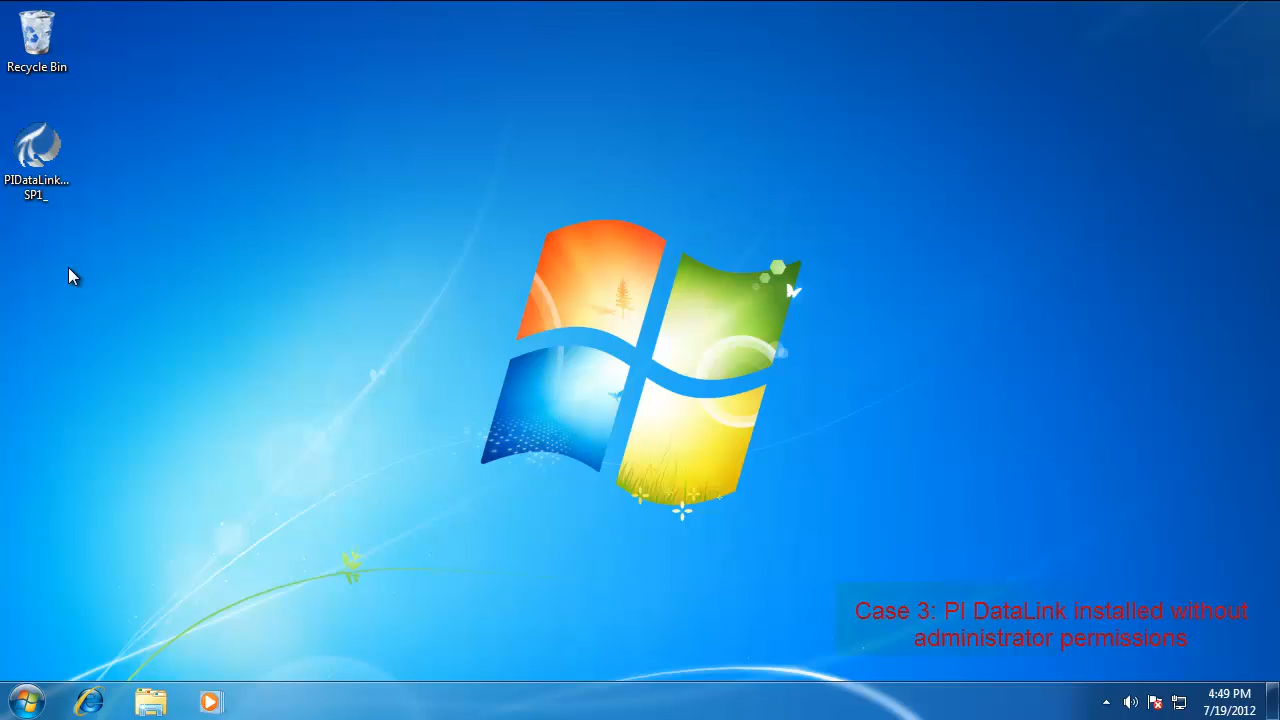 Recycle Bin
PIDataLink...
SP1_
Case 3: PI DataLink installed without
administrator permissions
4:49 PM
7/19/2012